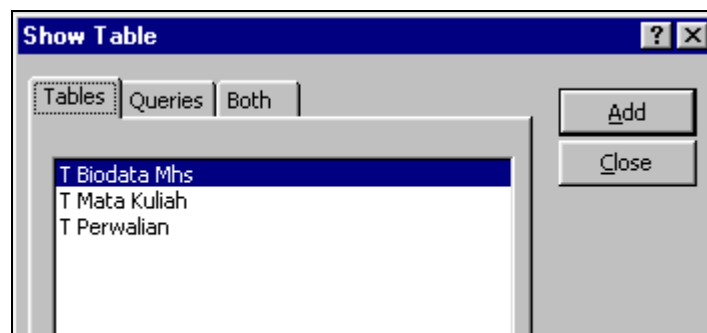 Show Table
?
Tables Queries Both
Add
Close
T Biodata Mhs
T Mata Kuliah
T Perwalian